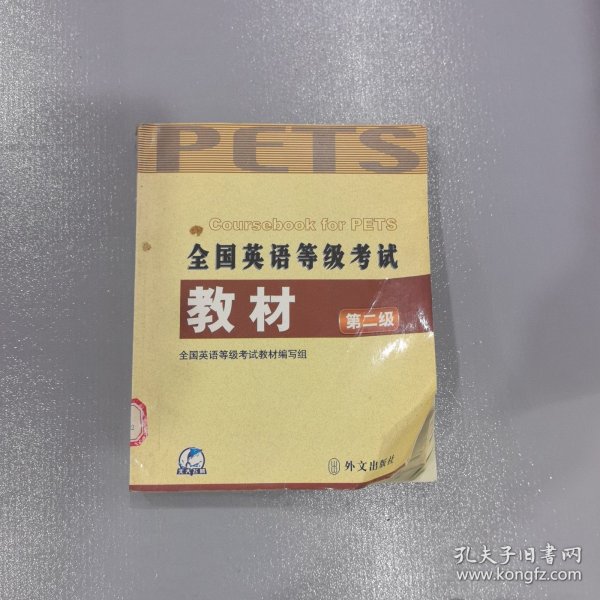 PETS
Coursebook for PETS
全国英语等级考试
教材
第二级
全国英语等级考试教材编写组
外文出版社
孔夫子旧书网
www.kongfz.com